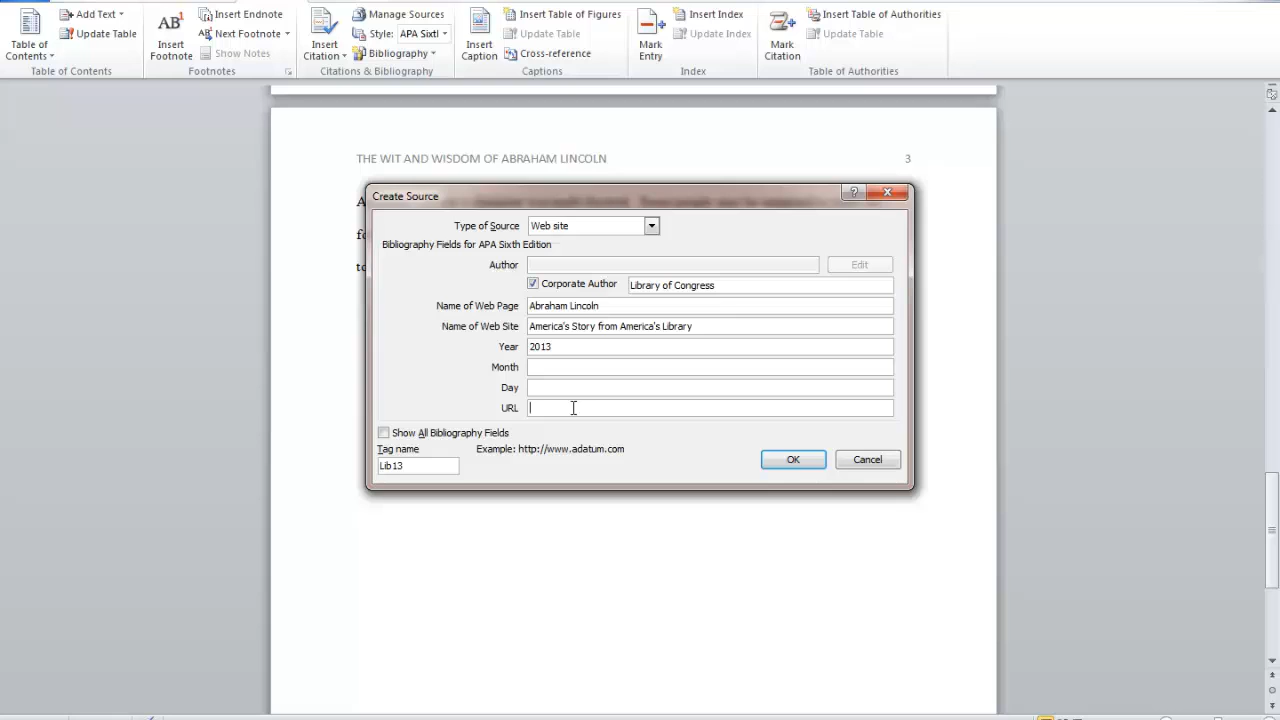 Table of
Contents
Add Text
Update Table
Table of Contents
AB1
Insert
Footnote
Insert Endnote
Next Footnote
Show Notes
Footnotes
Insert
Citation
Manage Sources
Style: APA Sixtl
Bibliography
Citations & Bibliography
Insert
Caption
Insert Table of Figures
Update Table
Cross-reference
Captions
Mark
Entry
Insert Index
Update Index
Index
Mark
Citation
Insert Table of Authorities
Update Table
Table of Authorities
THE WIT AND WISDOM OF ABRAHAM LINCOLN 3
Create Source
Type of Source Web site
Bibliography Fields for APA Sixth Edition
Author Edit
Corporate Author Library of Congress
Name of Web Page Abraham Lincoln
Name of Web Site America's Story from America's Library
Year 2013
Month
Day
URL
Show All Bibliography Fields
Tag name Example: http://www.adatum.com
Lib13
OK Cancel